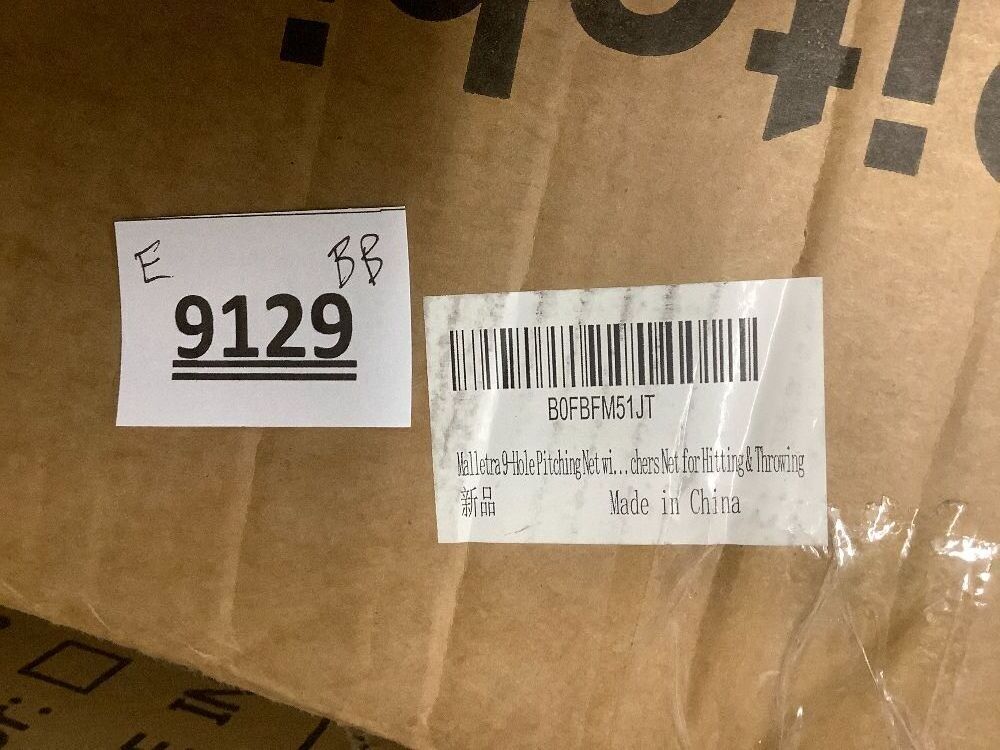 E BB
9129
B0FBFM51JT
Malletra 9-Hole Pitching Net wi...chers Net for Hitting & Throwing
新品
Made in China